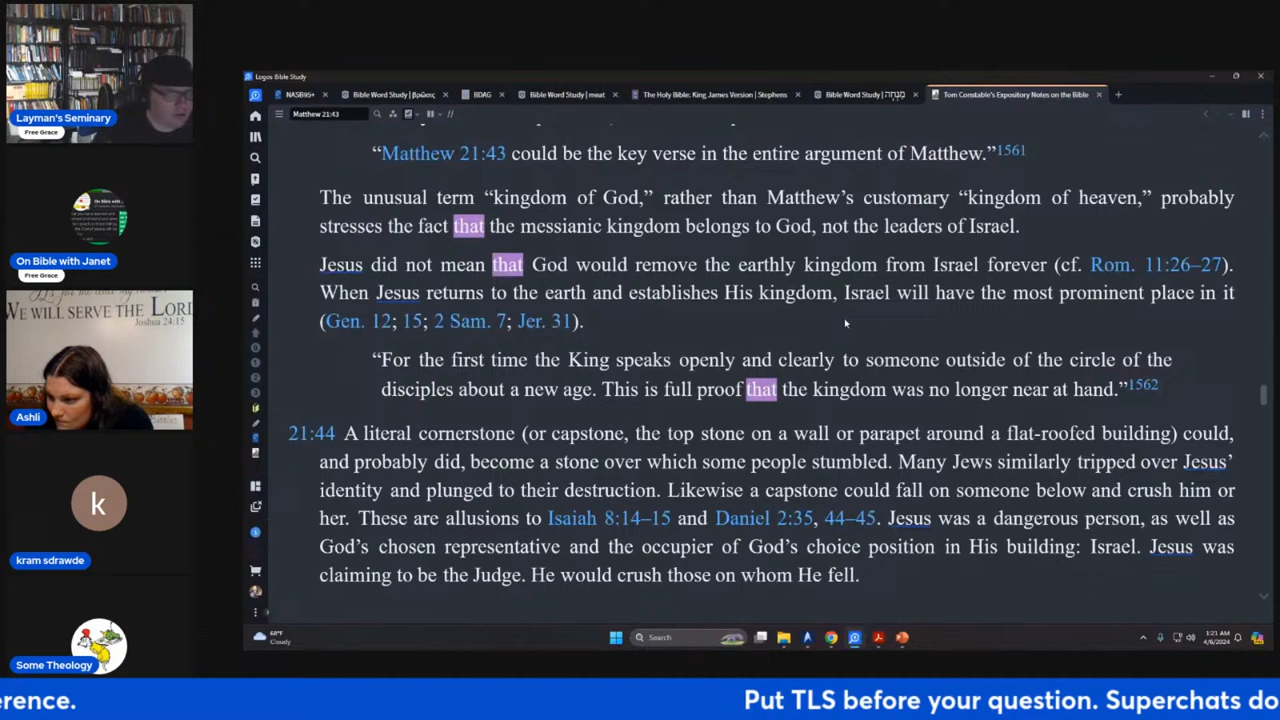 Layman's Seminary
Free Grace
On Bible with Janet
Free Grace
WE WILL SERVE THE LORD
Joshua 24:15
Ashli
k
kram sdrawde
Some Theology
Logos Bible Study
NASB95+
Bible Word Study | βρῶσις
BDAG
Bible Word Study | meat
The Holy Bible: King James Version | Stephens
Bible Word Study | מִנְחָה
Tom Constable's Expository Notes on the Bible
Matthew 21:43
"Matthew 21:43 could be the key verse in the entire argument of Matthew."1561
The unusual term "kingdom of God," rather than Matthew's customary "kingdom of heaven," probably
stresses the fact that the messianic kingdom belongs to God, not the leaders of Israel.
Jesus did not mean that God would remove the earthly kingdom from Israel forever (cf. Rom. 11:26–27).
When Jesus returns to the earth and establishes His kingdom, Israel will have the most prominent place in it
(Gen. 12; 15; 2 Sam. 7; Jer. 31).
"For the first time the King speaks openly and clearly to someone outside of the circle of the
disciples about a new age. This is full proof that the kingdom was no longer near at hand."1562
21:44 A literal cornerstone (or capstone, the top stone on a wall or parapet around a flat-roofed building) could,
and probably did, become a stone over which some people stumbled. Many Jews similarly tripped over Jesus'
identity and plunged to their destruction. Likewise a capstone could fall on someone below and crush him or
her. These are allusions to Isaiah 8:14–15 and Daniel 2:35, 44–45. Jesus was a dangerous person, as well as
God's chosen representative and the occupier of God's choice position in His building: Israel. Jesus was
claiming to be the Judge. He would crush those on whom He fell.
68°F
Cloudy
Search
1:21 AM
4/6/2024
erence.
Put TLS before your question. Superchats do